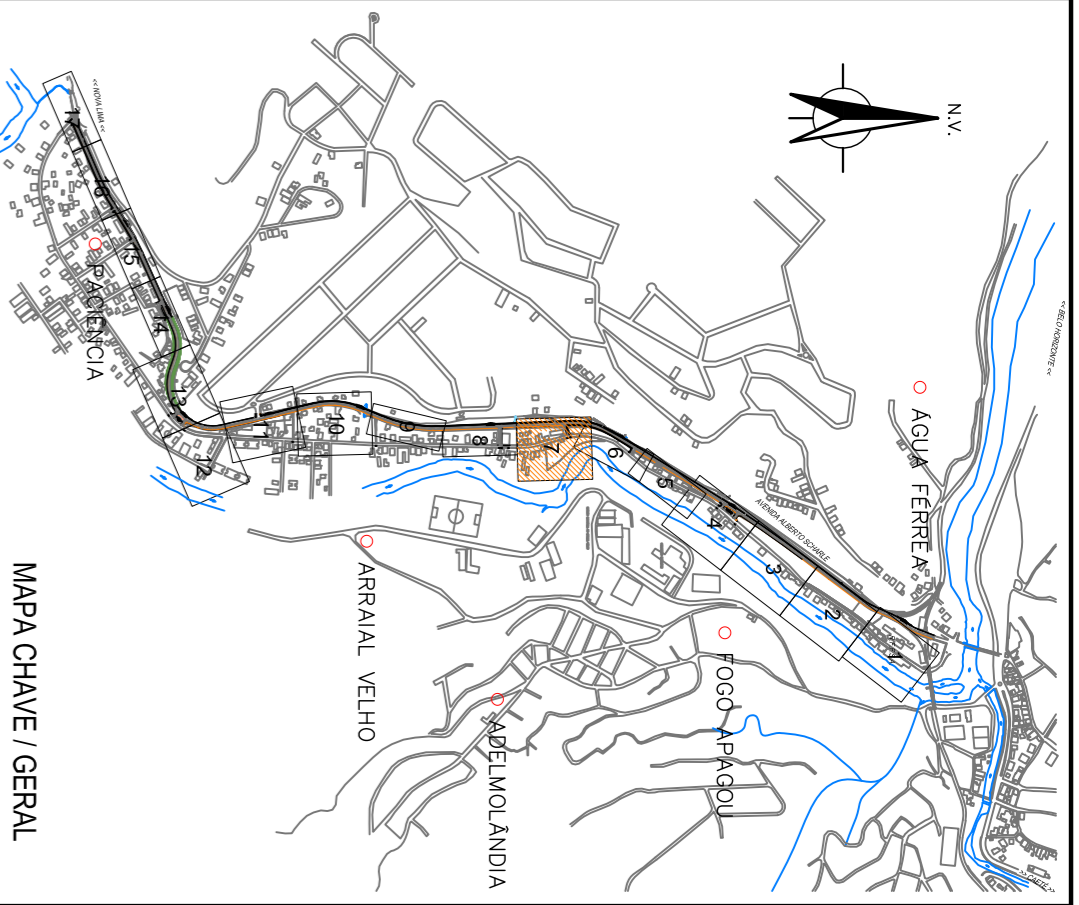 N.V.
<< BELO HORIZONTE <<
<< NOVA LIMA <<
ÁGUA FÉRREA
AVENIDA ALBERTO SCHARLE
PACIÊNCIA
FOGO APAGOU
ARRAIAL VELHO
ADELMOLÂNDIA
>> CAETÉ >>
1
2
3
4
5
6
7
8
9
10
11
12
13
14
15
16
17
MAPA CHAVE / GERAL